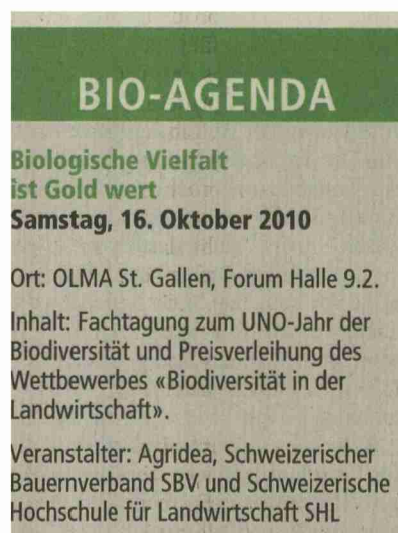 BIO-AGENDA
Biologische Vielfalt
ist Gold wert
Samstag, 16. Oktober 2010
Ort: OLMA St. Gallen, Forum Halle 9.2.
Inhalt: Fachtagung zum UNO-Jahr der
Biodiversität und Preisverleihung des
Wettbewerbes «Biodiversität in der
Landwirtschaft».
Veranstalter: Agridea, Schweizerischer
Bauernverband SBV und Schweizerische
Hochschule für Landwirtschaft SHL